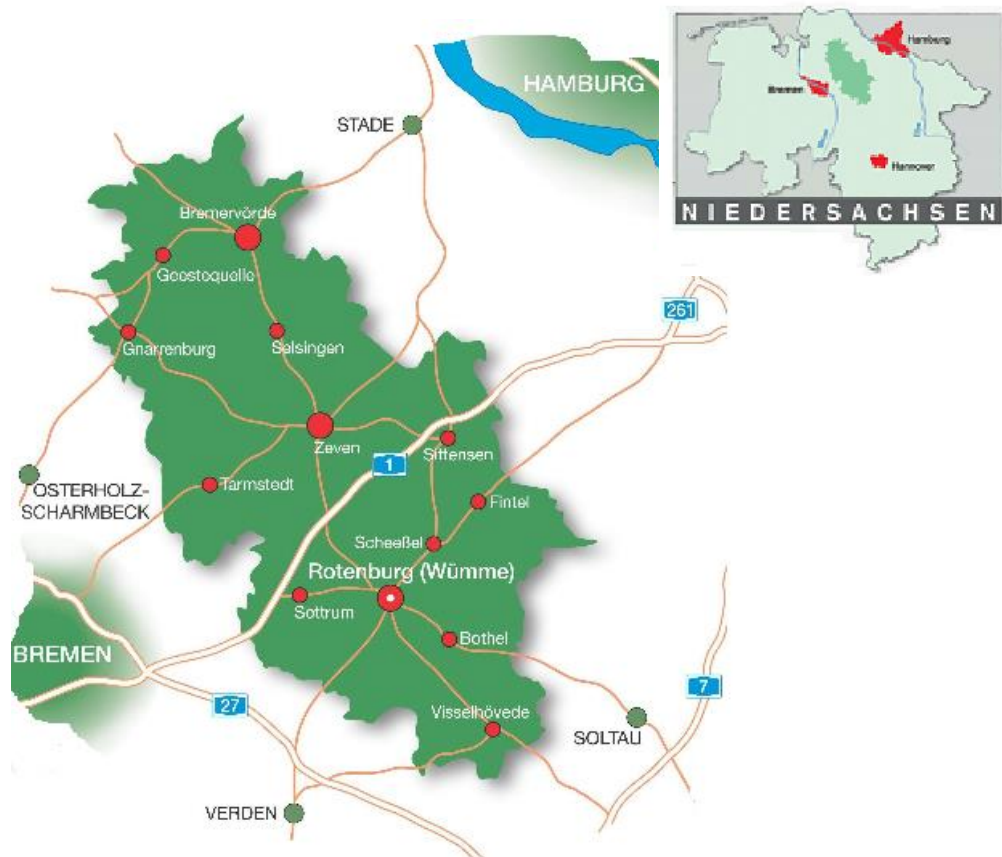 HAMBURG
STADE
Bremervörde
Geestequelle
Gnarrenburg
Selsingen
261
Zeven
Sittensen
1
OSTERHOLZ-
SCHARMBECK
Tarmstedt
Fintel
Scheeßel
Rotenburg (Wümme)
Sottrum
Bothel
BREMEN
27
7
Visselhövede
SOLTAU
VERDEN
Hamburg
Bremen
Hannover
NIEDERSACHSEN